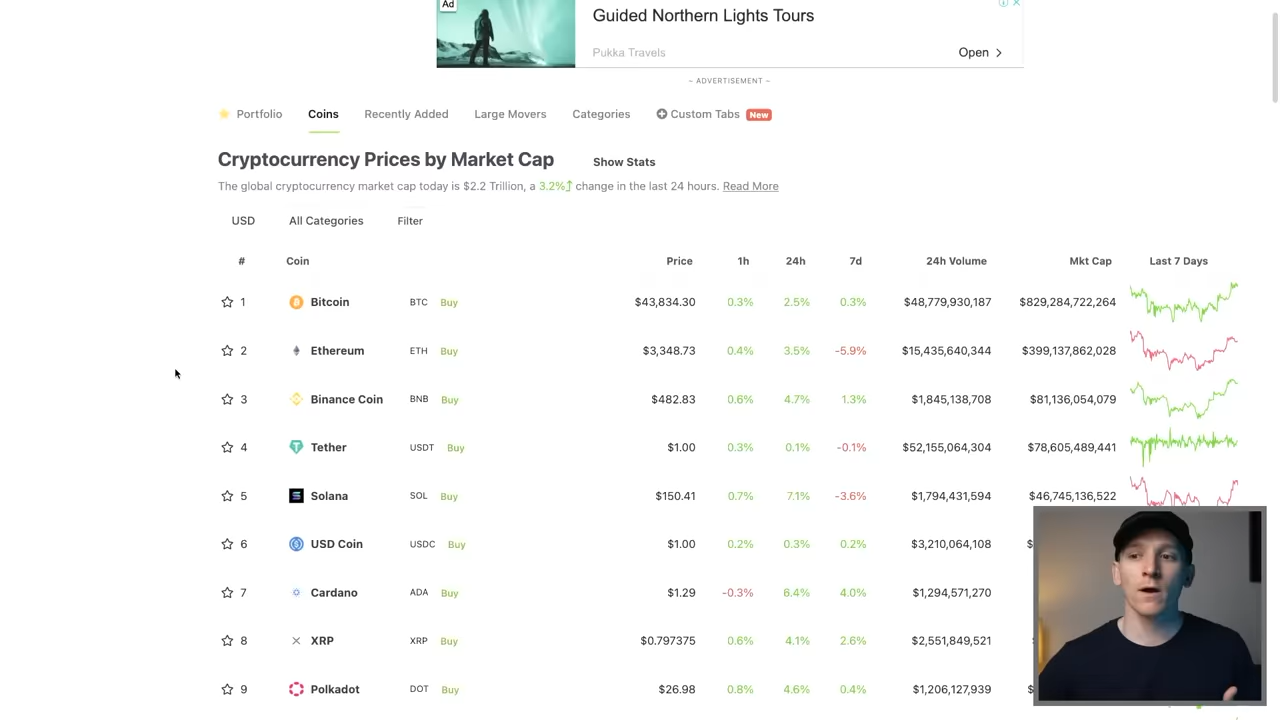 Ad
Guided Northern Lights Tours
Pukka Travels
Open
~ ADVERTISEMENT ~
Portfolio Coins Recently Added Large Movers Categories Custom Tabs New
Cryptocurrency Prices by Market Cap Show Stats
The global cryptocurrency market cap today is $2.2 Trillion, a 3.2% change in the last 24 hours. Read More
USD All Categories Filter
# Coin Price 1h 24h 7d 24h Volume Mkt Cap Last 7 Days
1 Bitcoin BTC Buy $43,834.30 0.3% 2.5% 0.3% $48,779,930,187 $829,284,722,264
2 Ethereum ETH Buy $3,348.73 0.4% 3.5% -5.9% $15,435,640,344 $399,137,862,028
3 Binance Coin BNB Buy $482.83 0.6% 4.7% 1.3% $1,845,138,708 $81,136,054,079
4 Tether USDT Buy $1.00 0.3% 0.1% -0.1% $52,155,064,304 $78,605,489,441
5 Solana SOL Buy $150.41 0.7% 7.1% -3.6% $1,794,431,594 $46,745,136,522
6 USD Coin USDC Buy $1.00 0.2% 0.3% 0.2% $3,210,064,108 $
7 Cardano ADA Buy $1.29 -0.3% 6.4% 4.0% $1,294,571,270
8 XRP XRP Buy $0.797375 0.6% 4.1% 2.6% $2,551,849,521
9 Polkadot DOT Buy $26.98 0.8% 4.6% 0.4% $1,206,127,939 $